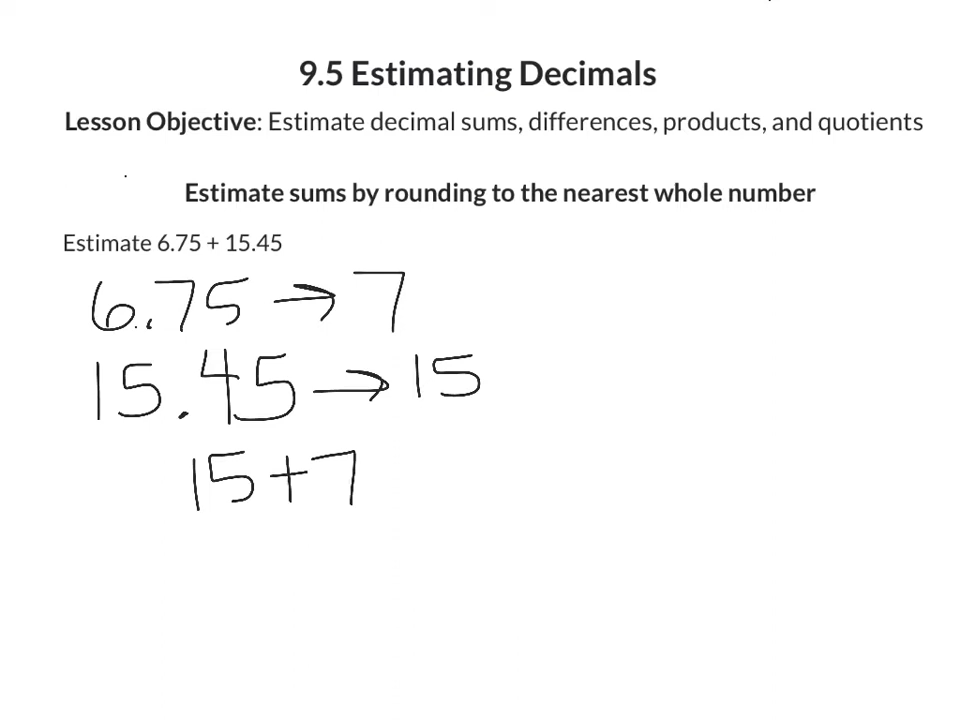 9.5 Estimating Decimals
Lesson Objective: Estimate decimal sums, differences, products, and quotients
Estimate sums by rounding to the nearest whole number
Estimate 6.75 + 15.45
6.75 → 7
15.45 → 15
15+7